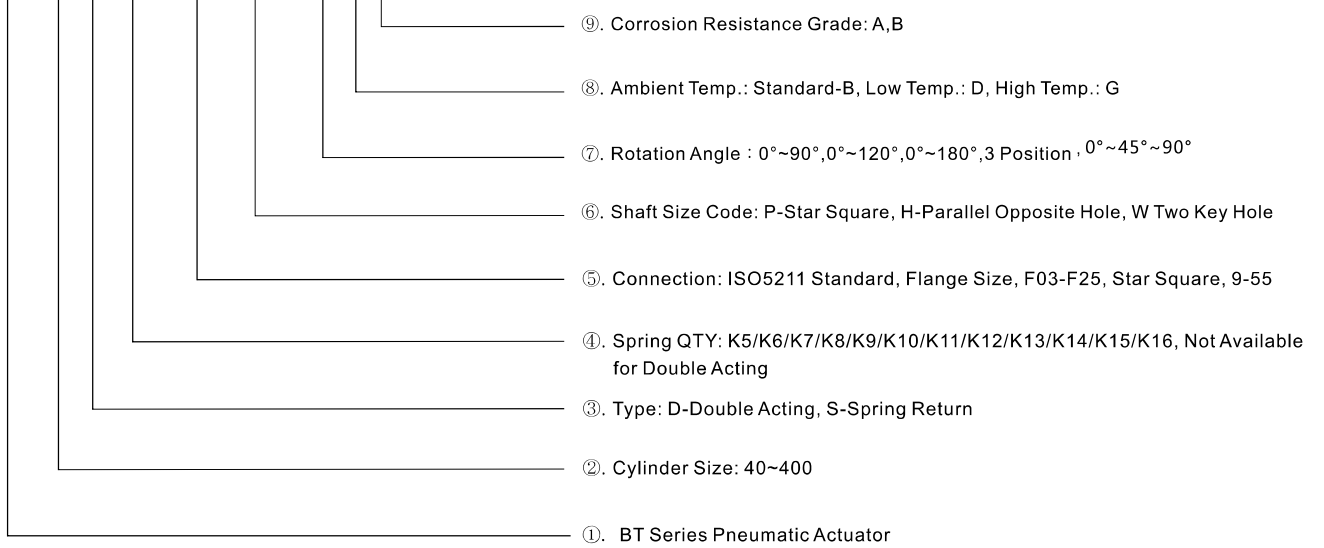 ⑨. Corrosion Resistance Grade: A,B
⑧. Ambient Temp.: Standard-B, Low Temp.: D, High Temp.: G
⑦. Rotation Angle：0°~90°,0°~120°,0°~180°,3 Position , 0°~45°~90°
⑥. Shaft Size Code: P-Star Square, H-Parallel Opposite Hole, W Two Key Hole
⑤. Connection: ISO5211 Standard, Flange Size, F03-F25, Star Square, 9-55
④. Spring QTY: K5/K6/K7/K8/K9/K10/K11/K12/K13/K14/K15/K16, Not Available
for Double Acting
③. Type: D-Double Acting, S-Spring Return
②. Cylinder Size: 40~400
①. BT Series Pneumatic Actuator